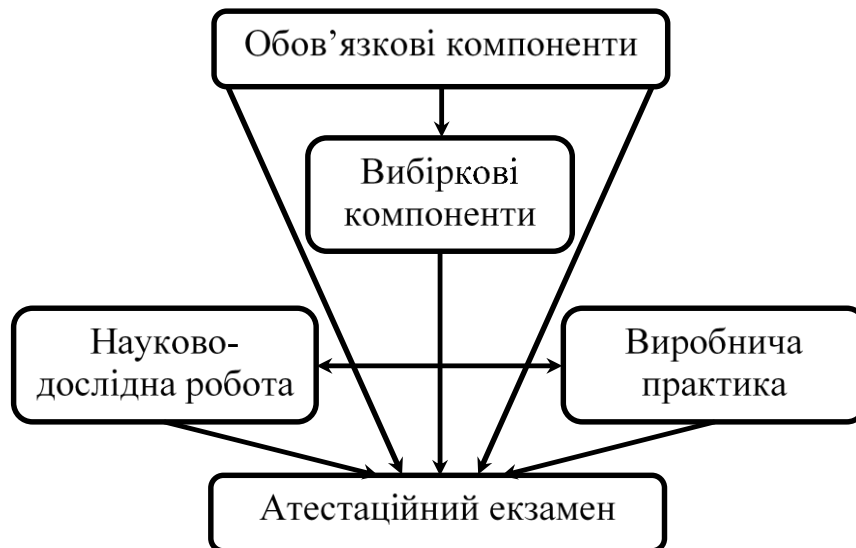 Обов’язкові компоненти
Вибіркові
компоненти
Науково-
дослідна робота
Виробнича
практика
Атестаційний екзамен